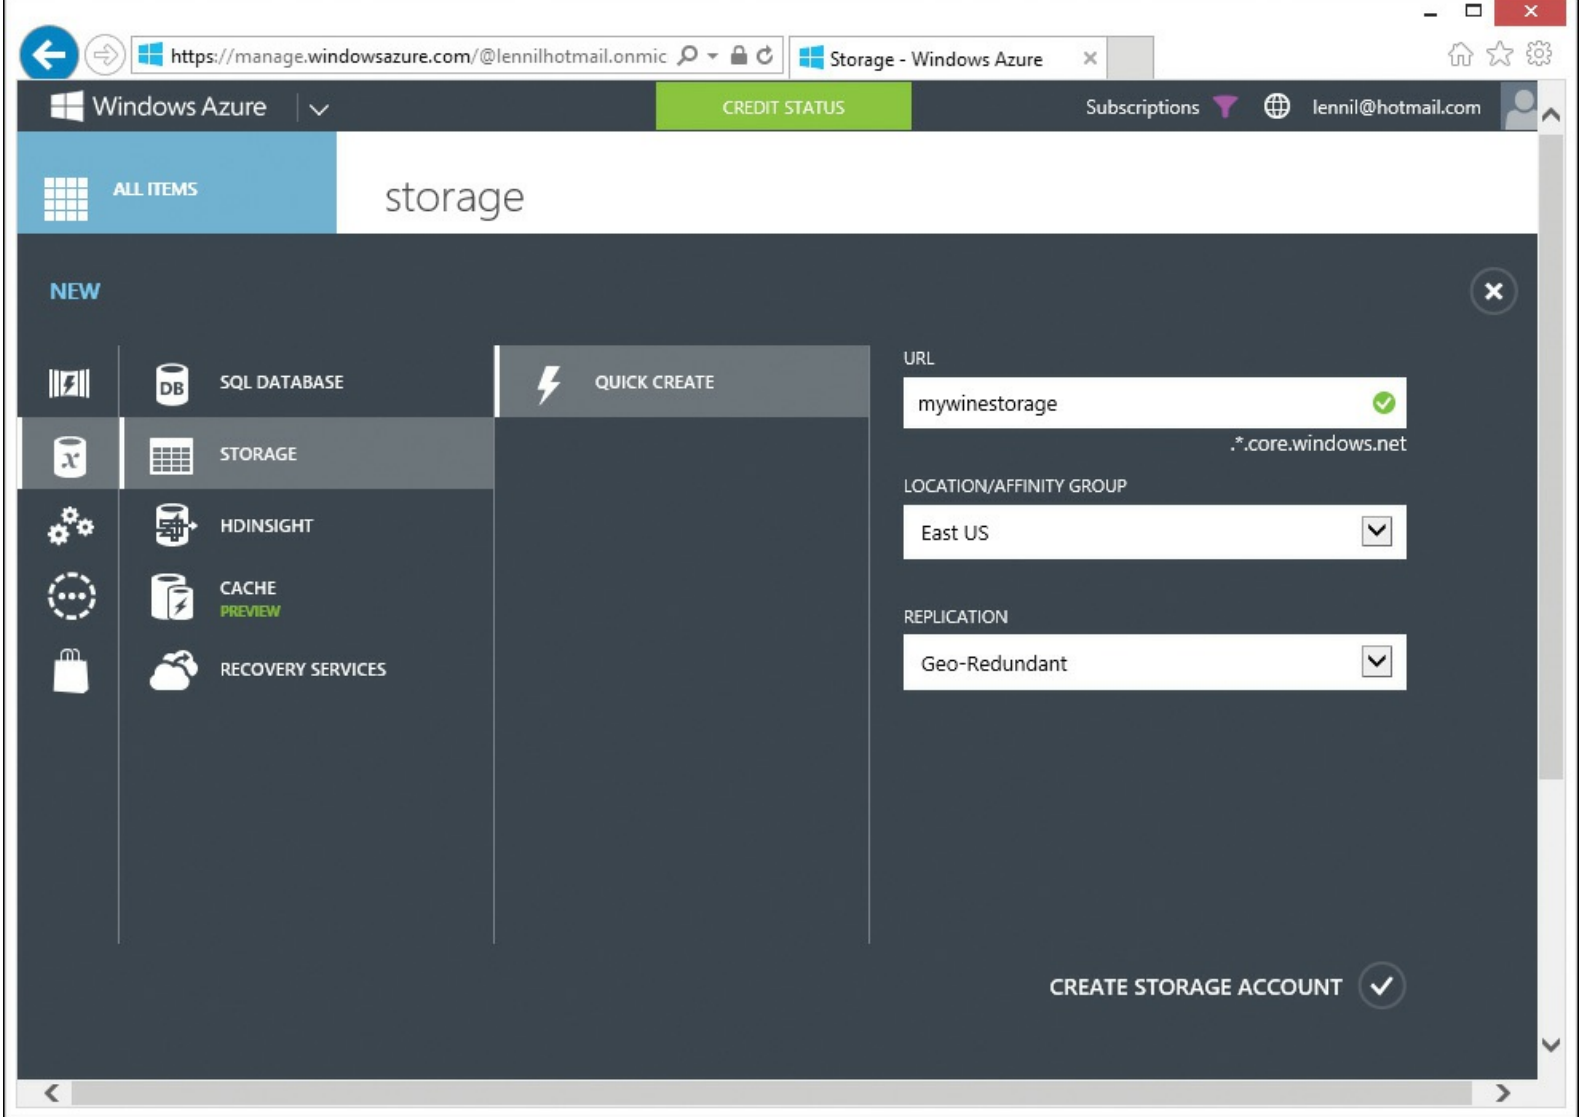 https://manage.windowsazure.com/@lennilhotmail.onmic
Storage - Windows Azure
Windows Azure
CREDIT STATUS
Subscriptions
lennil@hotmail.com
ALL ITEMS
storage
NEW
DB
SQL DATABASE
QUICK CREATE
URL
mywinestorage
.*.core.windows.net
x
STORAGE
LOCATION/AFFINITY GROUP
East US
HDINSIGHT
CACHE
PREVIEW
REPLICATION
Geo-Redundant
RECOVERY SERVICES
CREATE STORAGE ACCOUNT